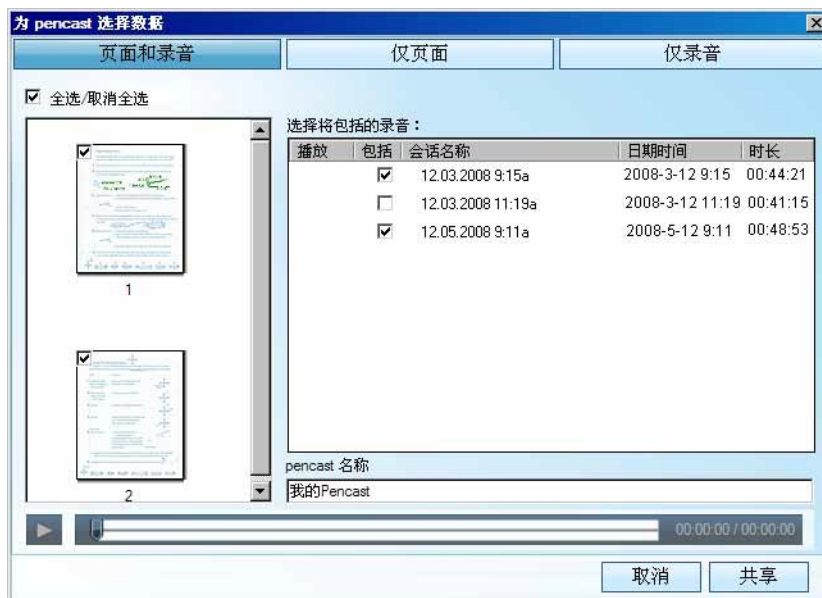 为 pencast 选择数据
页面和录音 仅页面 仅录音
全选/取消全选
选择将包括的录音：
播放 包括 会话名称 日期时间 时长
12.03.2008 9:15a 2008-3-12 9:15 00:44:21
12.03.2008 11:19a 2008-3-12 11:19 00:41:15
12.05.2008 9:11a 2008-5-12 9:11 00:48:53
1
2
pencast 名称
我的Pencast
00:00:00 / 00:00:00
取消 共享